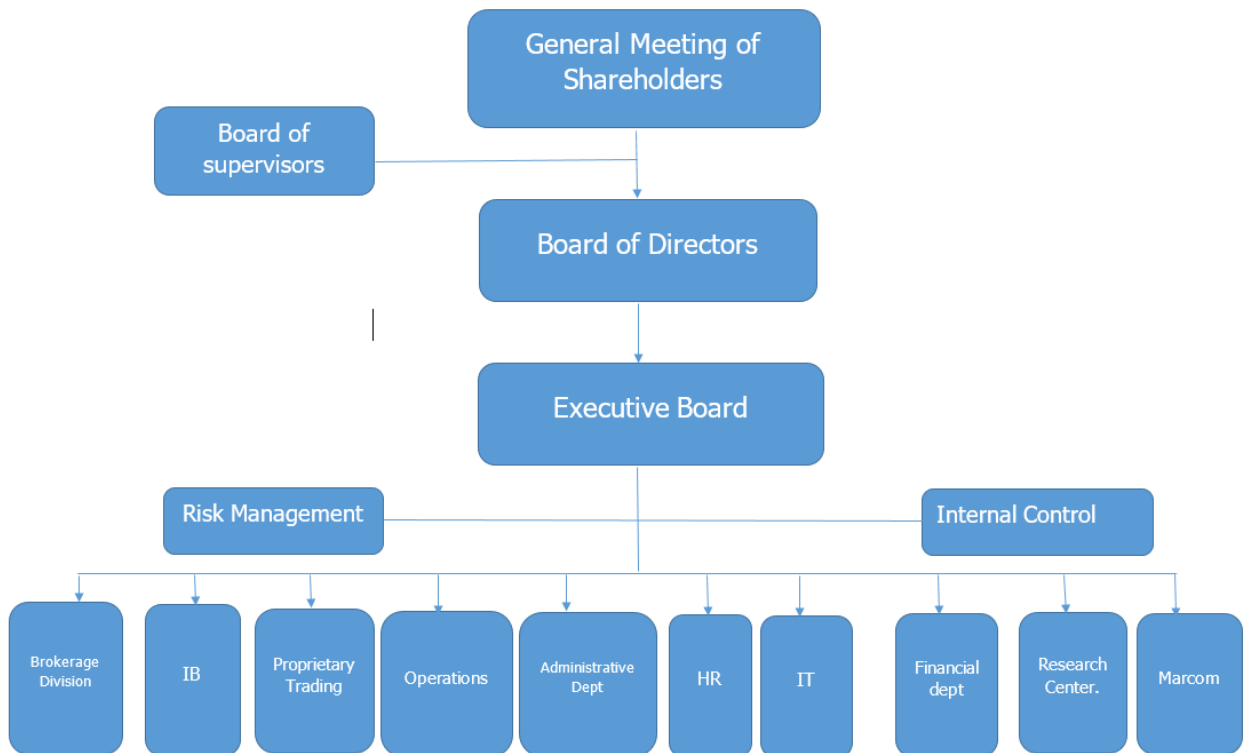 General Meeting of
Shareholders
Board of
supervisors
Board of Directors
Executive Board
Risk Management
Internal Control
Brokerage
Division
IB
Proprietary
Trading
Operations
Administrative
Dept
HR
IT
Financial
dept
Research
Center.
Marcom